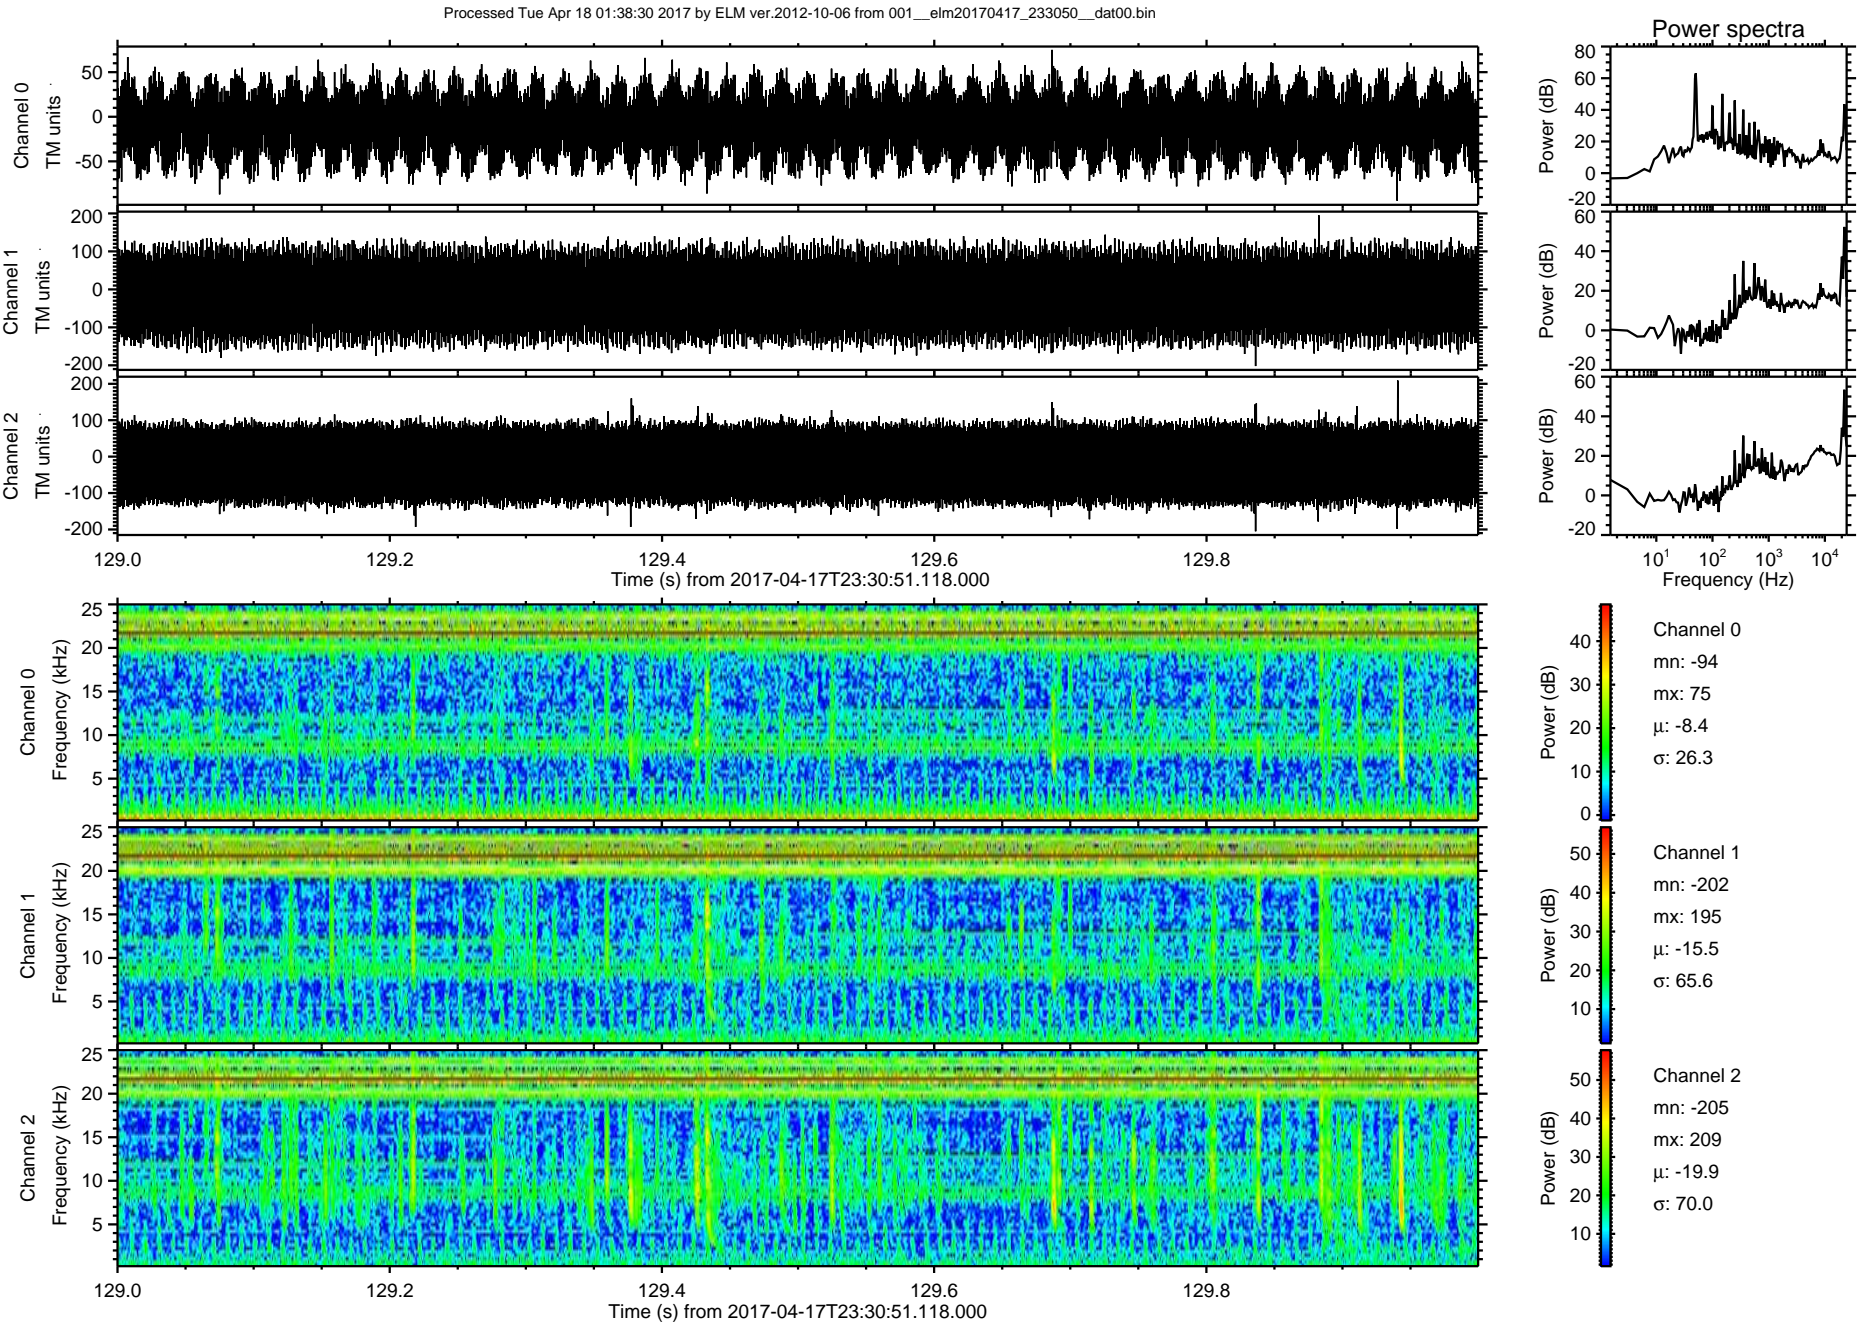 Processed Tue Apr 18 01:38:30 2017 by ELM ver.2012-10-06 from 001__elm20170417_233050__dat00.bin
Power spectra
Channel 0
TM units
50
0
-50
Power (dB)
80
60
40
20
0
-20
Channel 1
TM units
200
100
0
-100
-200
Power (dB)
60
40
20
0
-20
Channel 2
TM units
200
100
0
-100
-200
Power (dB)
60
40
20
0
-20
129.0 129.2 129.4 129.6 129.8
Time (s) from 2017-04-17T23:30:51.118.000
10^1 10^2 10^3 10^4
Frequency (Hz)
Channel 0
Frequency (kHz)
25
20
15
10
5
Power (dB)
40
30
20
10
0
Channel 0
mn: -94
mx: 75
µ: -8.4
σ: 26.3
Channel 1
Frequency (kHz)
25
20
15
10
5
Power (dB)
50
40
30
20
10
Channel 1
mn: -202
mx: 195
µ: -15.5
σ: 65.6
Channel 2
Frequency (kHz)
25
20
15
10
5
Power (dB)
50
40
30
20
10
Channel 2
mn: -205
mx: 209
µ: -19.9
σ: 70.0
129.0 129.2 129.4 129.6 129.8
Time (s) from 2017-04-17T23:30:51.118.000